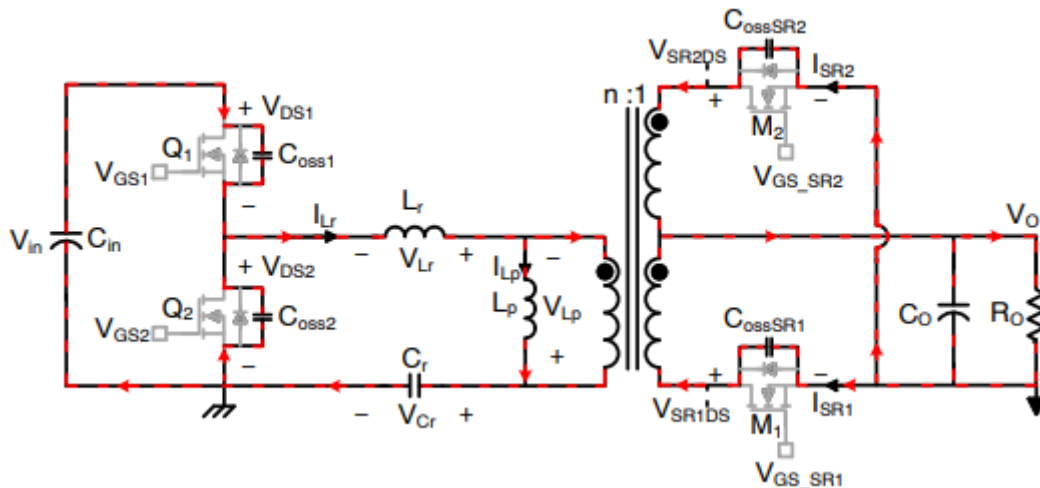 CossSR2
VSR2DS
ISR2
+
−
n :1
M2
VGS_SR2
+ VDS1
Q1
Coss1
VGS1
−
Vin
Cin
ILr
Lr
−
VLr
+
ILp
−
Lp
VLp
+
+ VDS2
Q2
Coss2
VGS2
−
Cr
−
VCr
+
VO
CO
RO
CossSR1
+
−
VSR1DS
ISR1
M1
VGS_SR1